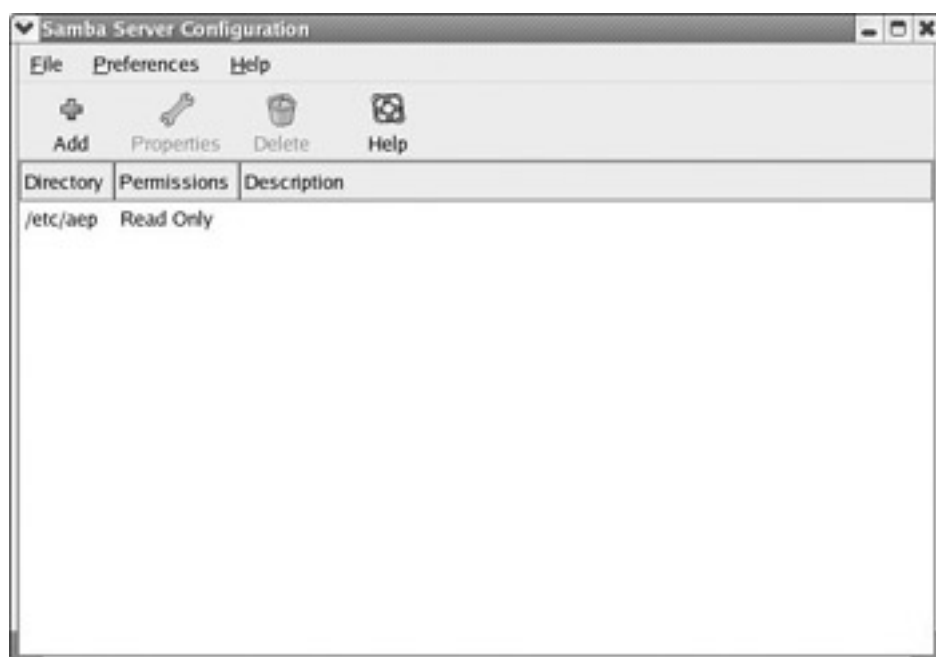 Samba Server Configuration
File Preferences Help
Add Properties Delete Help
Directory Permissions Description
/etc/aep Read Only